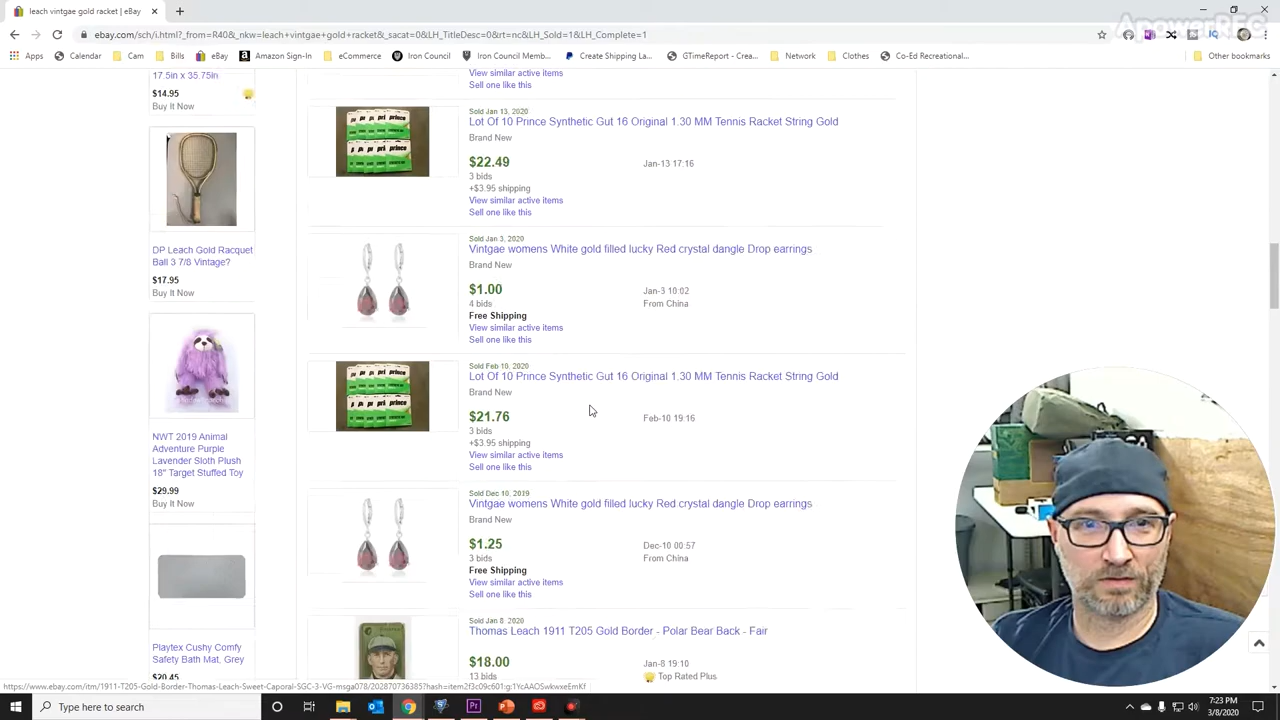 leach vintgae gold racket | eBay
ApowerREC
ebay.com/sch/i.html?_from=R40&_nkw=leach+vintgae+gold+racket&_sacat=0&LH_TitleDesc=0&rt=nc&LH_Sold=1&LH_Complete=1
Apps
Calendar
Cam
Bills
eBay
Amazon Sign-In
eCommerce
Iron Council
Iron Council Memb...
Create Shipping La...
GTimeReport - Crea...
Network
Clothes
Co-Ed Recreational...
Other bookmarks
17.5in x 35.75in
$14.95
Buy It Now
DP Leach Gold Racquet
Ball 3 7/8 Vintage?
$17.95
Buy It Now
NWT 2019 Animal
Adventure Purple
Lavender Sloth Plush
18" Target Stuffed Toy
$29.99
Buy It Now
Playtex Cushy Comfy
Safety Bath Mat, Grey
$20.45
View similar active items
Sell one like this
Sold Jan 13, 2020
Lot Of 10 Prince Synthetic Gut 16 Original 1.30 MM Tennis Racket String Gold
Brand New
$22.49
Jan-13 17:16
3 bids
+$3.95 shipping
View similar active items
Sell one like this
Sold Jan 3, 2020
Vintgae womens White gold filled lucky Red crystal dangle Drop earrings
Brand New
$1.00
Jan-3 10:02
4 bids
From China
Free Shipping
View similar active items
Sell one like this
Sold Feb 10, 2020
Lot Of 10 Prince Synthetic Gut 16 Original 1.30 MM Tennis Racket String Gold
Brand New
$21.76
Feb-10 19:16
3 bids
+$3.95 shipping
View similar active items
Sell one like this
Sold Dec 10, 2019
Vintgae womens White gold filled lucky Red crystal dangle Drop earrings
Brand New
$1.25
Dec-10 00:57
3 bids
From China
Free Shipping
View similar active items
Sell one like this
Sold Jan 8, 2020
Thomas Leach 1911 T205 Gold Border - Polar Bear Back - Fair
$18.00
Jan-8 19:10
13 bids
Top Rated Plus
Type here to search
7:23 PM
3/8/2020